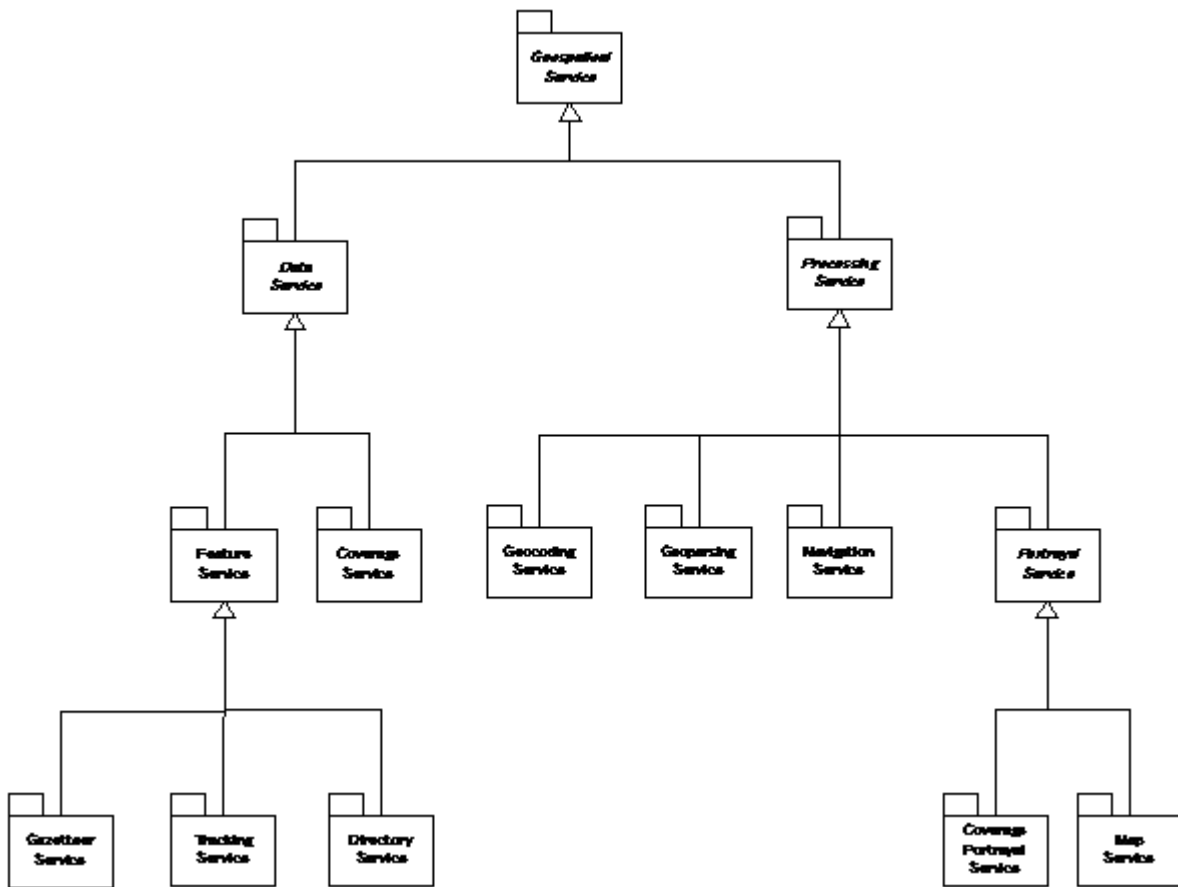 Geospatial
Service
Data
Service
Processing
Service
Feature
Service
Coverage
Service
Geocoding
Service
Geoparsing
Service
Navigation
Service
Portrayal
Service
Gazetteer
Service
Tracking
Service
Directory
Service
Coverage
Portrayal
Service
Map
Service